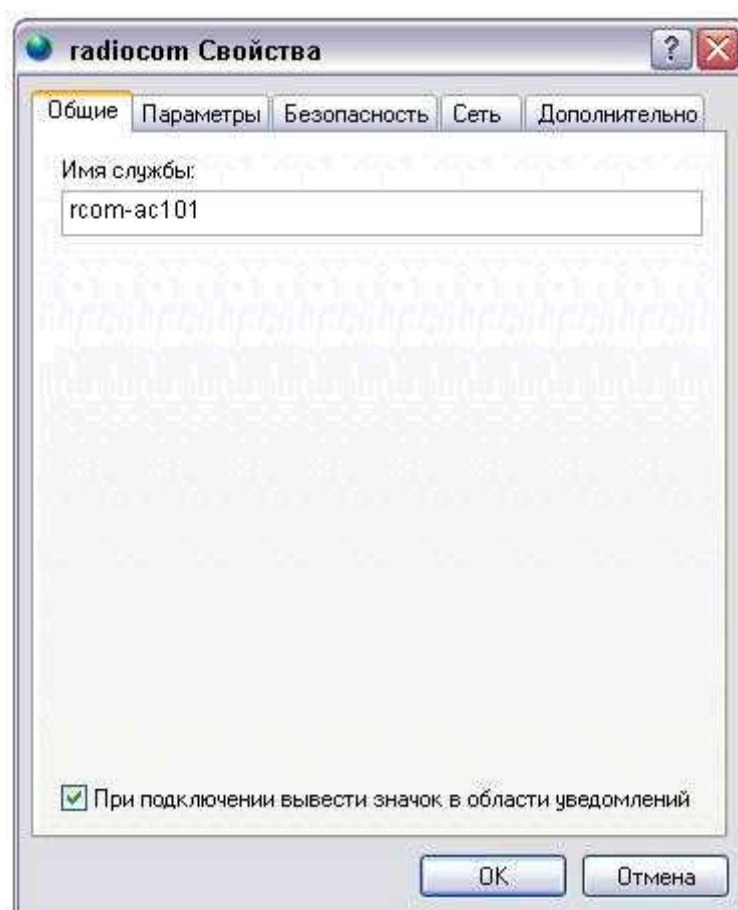 radiocom Свойства
Общие Параметры Безопасность Сеть Дополнительно
Имя службы:
rcom-ac101
При подключении вывести значок в области уведомлений
OK Отмена